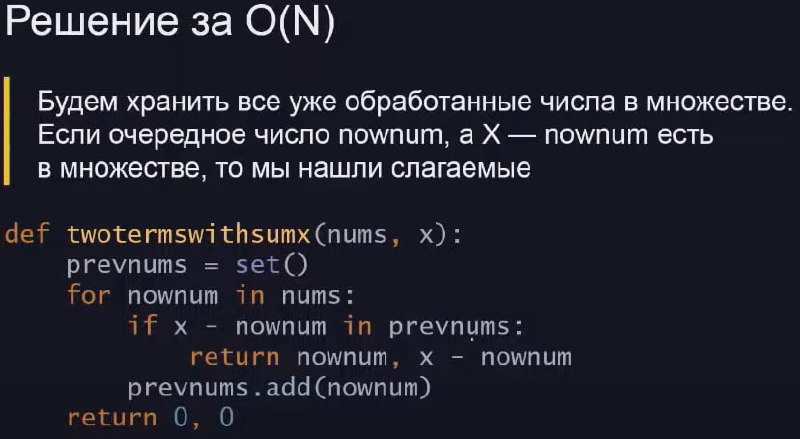 Решение за O(N)
Будем хранить все уже обработанные числа в множестве.
Если очередное число nownum, а X — nownum есть
в множестве, то мы нашли слагаемые
def twotermswithsumx(nums, x):
    prevnums = set()
    for nownum in nums:
        if x - nownum in prevnums:
            return nownum, x - nownum
        prevnums.add(nownum)
    return 0, 0